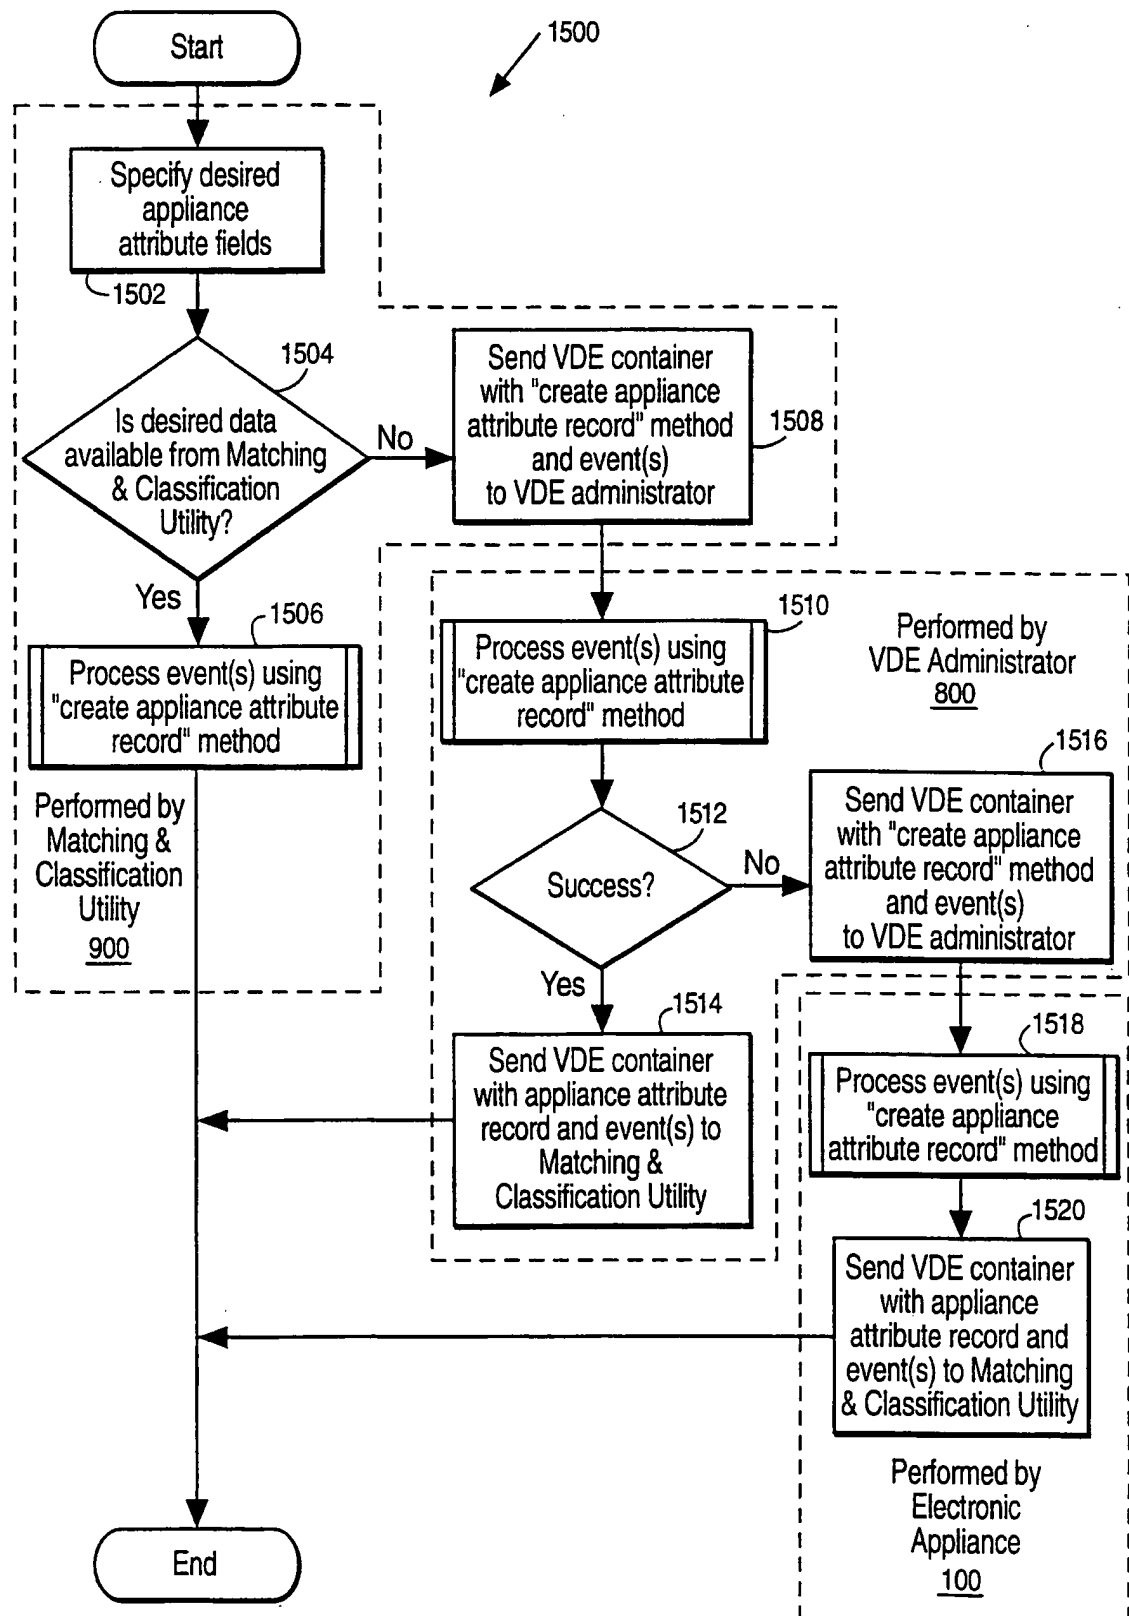 Start
1500
Specify desired
appliance
attribute fields
1502
1504
Is desired data
available from Matching
& Classification
Utility?
No
Send VDE container
with "create appliance
attribute record" method
and event(s)
to VDE administrator
1508
Yes
1506
Process event(s) using
"create appliance attribute
record" method
Performed by
Matching &
Classification
Utility
900
1510
Process event(s) using
"create appliance attribute
record" method
Performed by
VDE Administrator
800
1512
Success?
No
1516
Send VDE container
with "create appliance
attribute record" method
and event(s)
to VDE administrator
Yes
1514
Send VDE container
with appliance attribute
record and event(s) to
Matching &
Classification Utility
1518
Process event(s) using
"create appliance
attribute record" method
1520
Send VDE container
with appliance
attribute record and
event(s) to Matching
& Classification Utility
Performed by
Electronic
Appliance
100
End